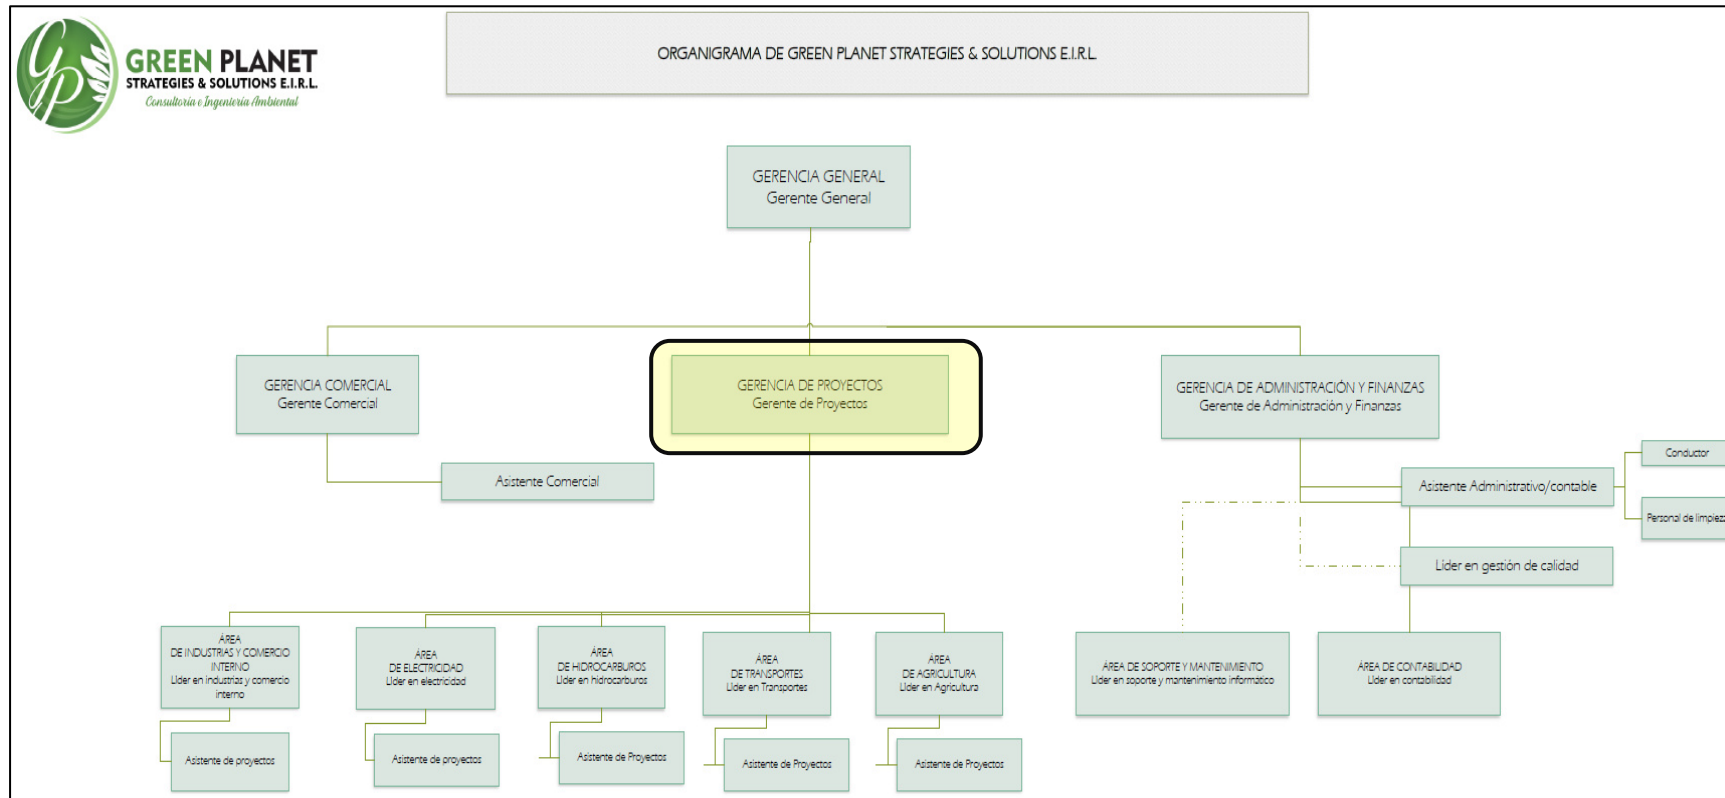 GP
GREEN PLANET
STRATEGIES & SOLUTIONS E.I.R.L.
Consultoría e Ingeniería Ambiental
ORGANIGRAMA DE GREEN PLANET STRATEGIES & SOLUTIONS E.I.R.L.
GERENCIA GENERAL
Gerente General
GERENCIA COMERCIAL
Gerente Comercial
GERENCIA DE PROYECTOS
Gerente de Proyectos
GERENCIA DE ADMINISTRACIÓN Y FINANZAS
Gerente de Administración y Finanzas
Asistente Comercial
Asistente Administrativo/contable
Conductor
Personal de limpieza
Líder en gestión de calidad
ÁREA
DE INDUSTRIAS Y COMERCIO
INTERNO
Líder en industrias y comercio
interno
ÁREA
DE ELECTRICIDAD
Líder en electricidad
ÁREA
DE HIDROCARBUROS
Líder en hidrocarburos
ÁREA
DE TRANSPORTES
Líder en Transportes
ÁREA
DE AGRICULTURA
Líder en Agricultura
ÁREA DE SOPORTE Y MANTENIMIENTO
Líder en soporte y mantenimiento informático
ÁREA DE CONTABILIDAD
Líder en contabilidad
Asistente de proyectos
Asistente de proyectos
Asistente de Proyectos
Asistente de Proyectos
Asistente de Proyectos